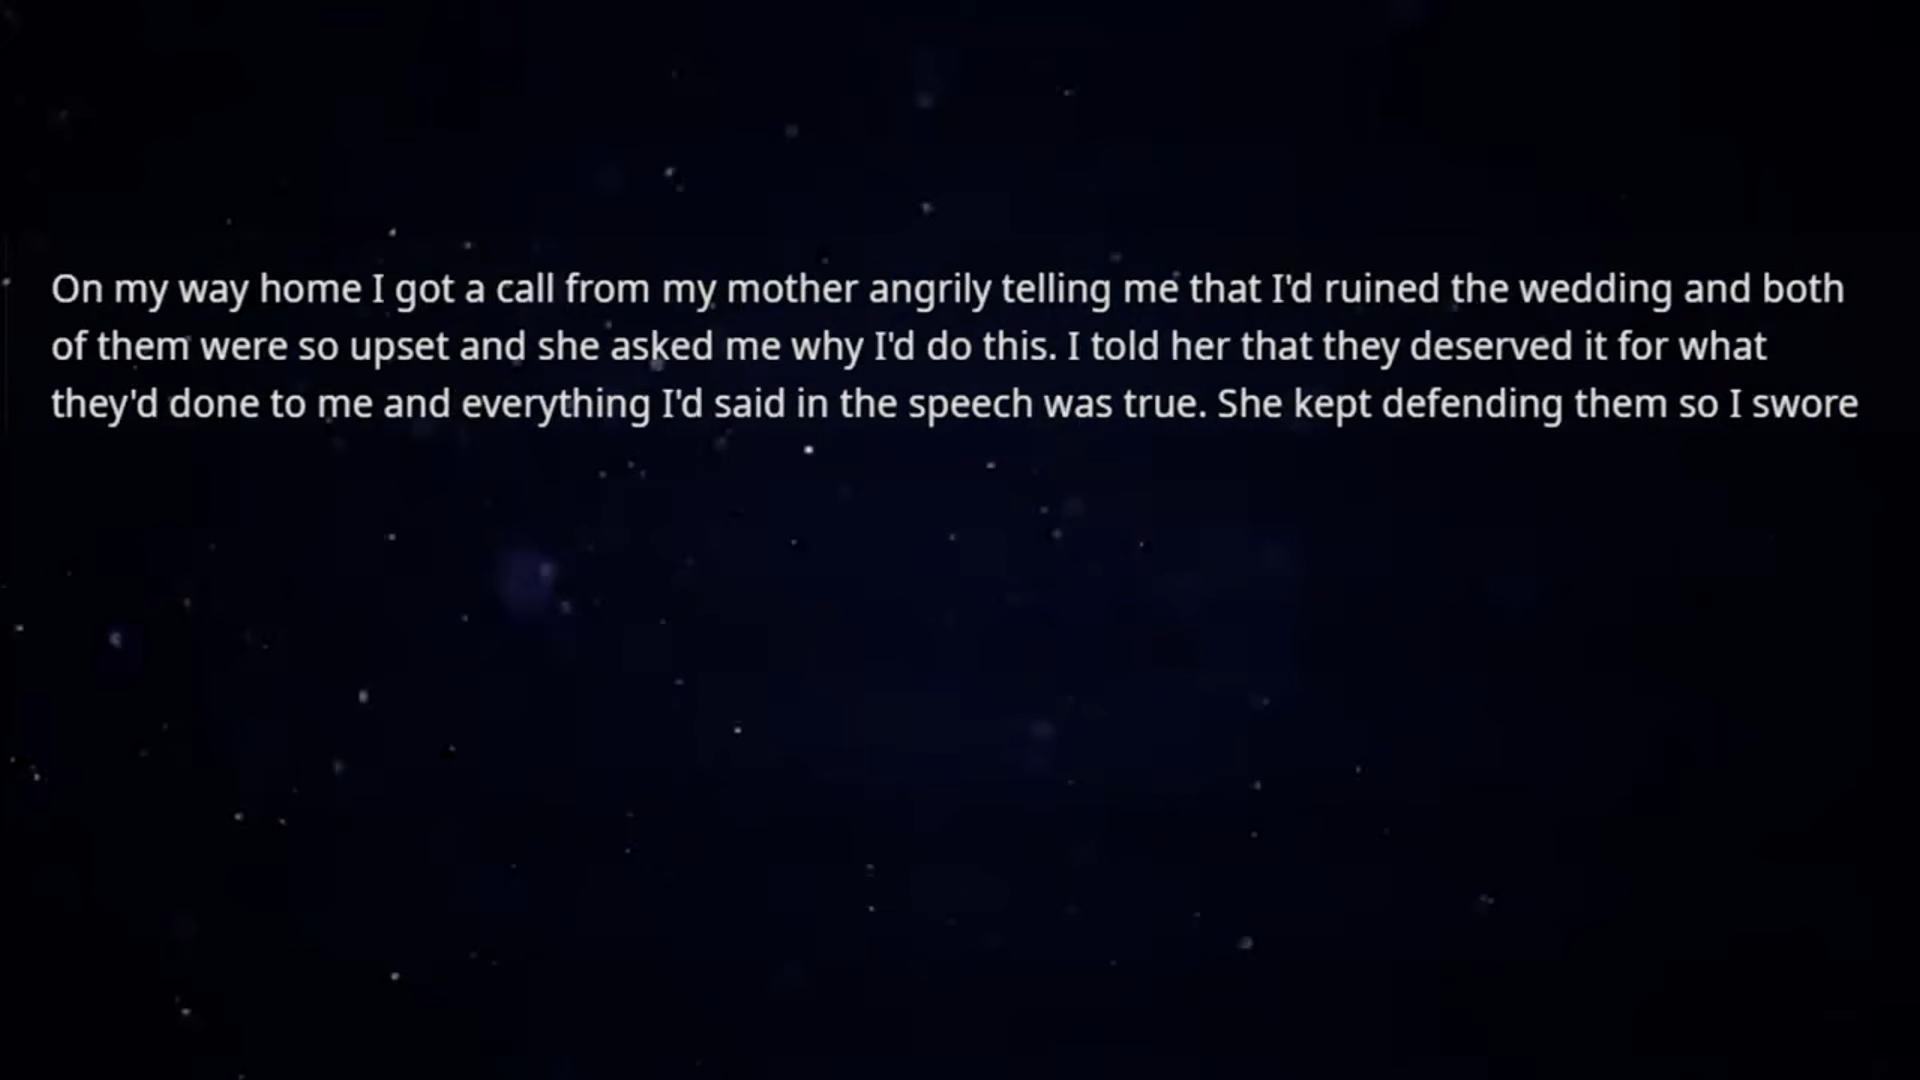 On my way home I got a call from my mother angrily telling me that I'd ruined the wedding and both
of them were so upset and she asked me why I'd do this. I told her that they deserved it for what
they'd done to me and everything I'd said in the speech was true. She kept defending them so I swore